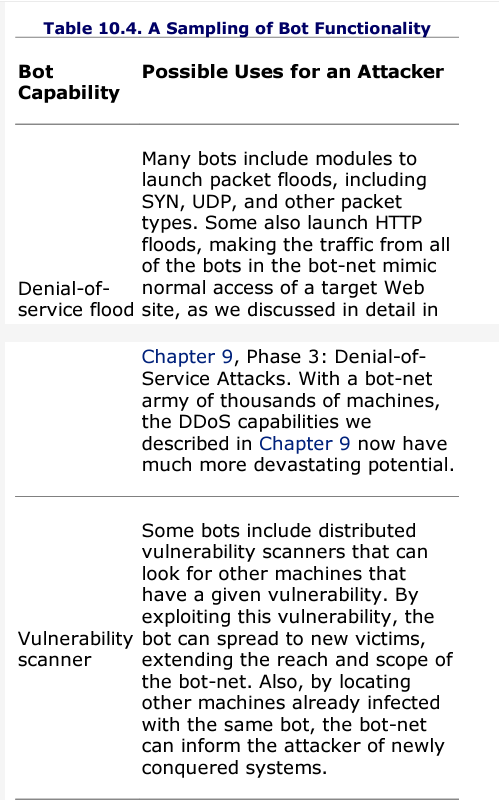 Table 10.4. A Sampling of Bot Functionality
Bot Capability
Possible Uses for an Attacker
Denial-of-
service flood
Many bots include modules to
launch packet floods, including
SYN, UDP, and other packet
types. Some also launch HTTP
floods, making the traffic from all
of the bots in the bot-net mimic
normal access of a target Web
site, as we discussed in detail in
Chapter 9, Phase 3: Denial-of-
Service Attacks. With a bot-net
army of thousands of machines,
the DDoS capabilities we
described in Chapter 9 now have
much more devastating potential.
Vulnerability
scanner
Some bots include distributed
vulnerability scanners that can
look for other machines that
have a given vulnerability. By
exploiting this vulnerability, the
bot can spread to new victims,
extending the reach and scope of
the bot-net. Also, by locating
other machines already infected
with the same bot, the bot-net
can inform the attacker of newly
conquered systems.